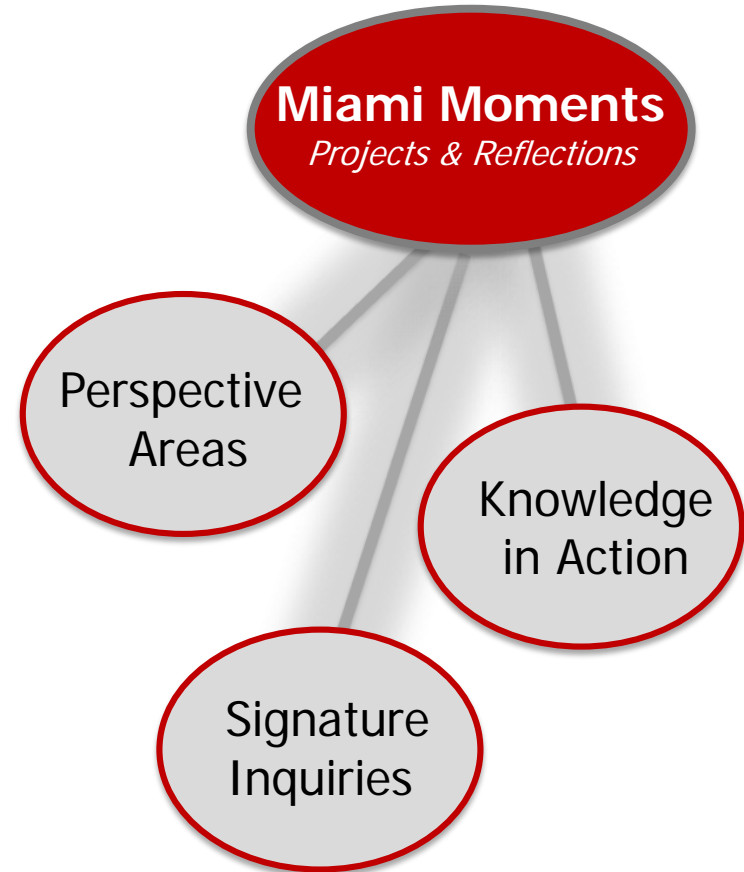 Miami Moments
Projects & Reflections
Perspective
Areas
Knowledge
in Action
Signature
Inquiries